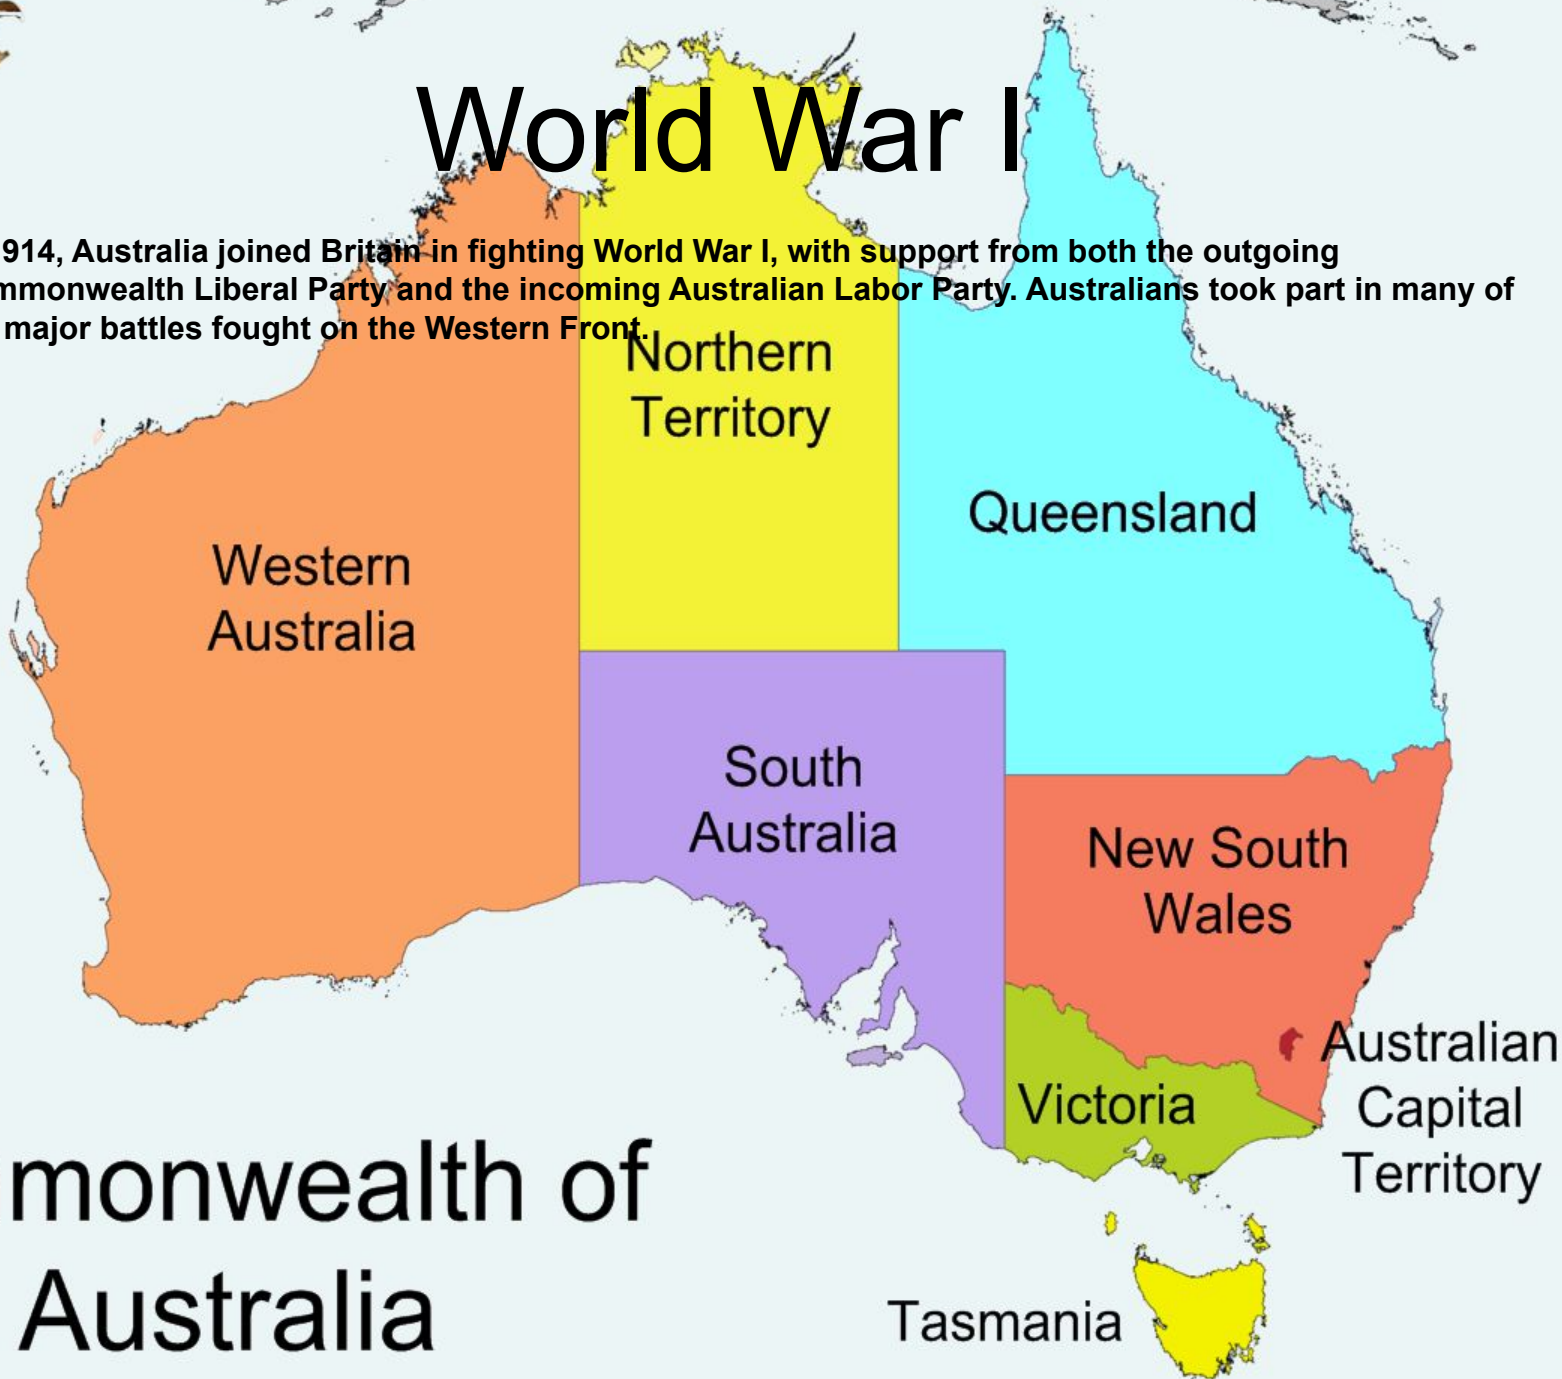 World War I
914, Australia joined Britain in fighting World War I, with support from both the outgoing
mmonwealth Liberal Party and the incoming Australian Labor Party. Australians took part in many of
major battles fought on the Western Front.
Northern
Territory
Queensland
Western
Australia
South
Australia
New South
Wales
Australian
Capital
Territory
Victoria
monwealth of
Australia
Tasmania